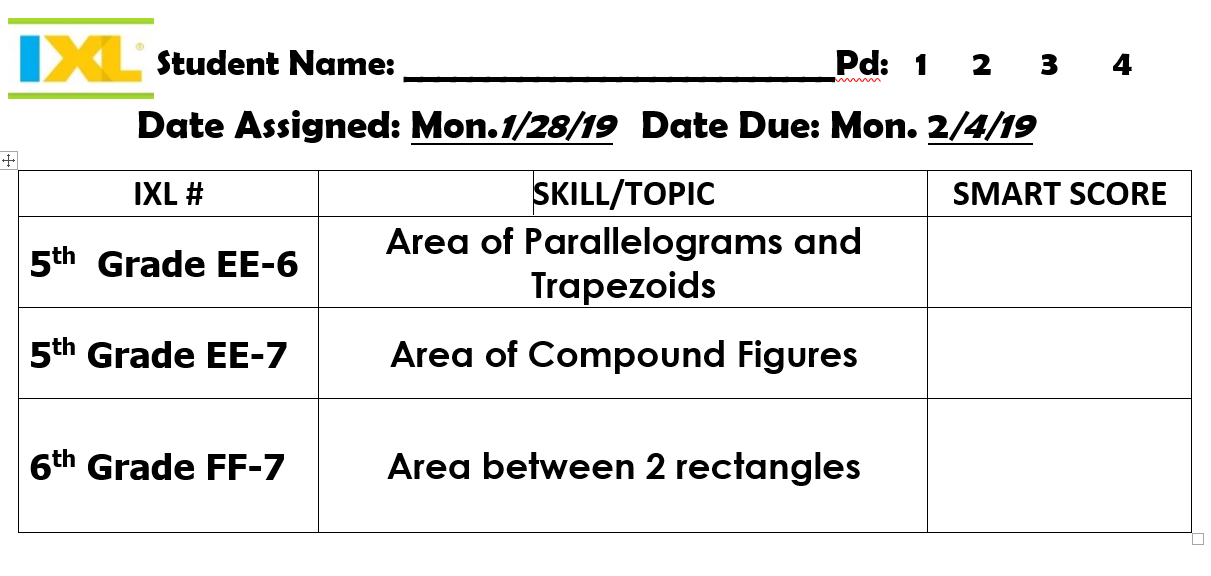 IXL® Student Name: ____________________________Pd: 1 2 3 4
Date Assigned: Mon.1/28/19 Date Due: Mon. 2/4/19
IXL # SKILL/TOPIC SMART SCORE
5th Grade EE-6 Area of Parallelograms and
Trapezoids
5th Grade EE-7 Area of Compound Figures
6th Grade FF-7 Area between 2 rectangles